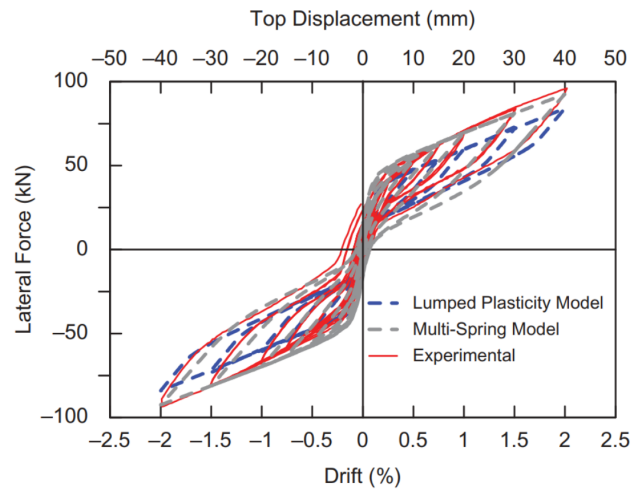 Top Displacement (mm)
−50 −40 −30 −20 −10 0 10 20 30 40 50
100
50
0
−50
−100
Lateral Force (kN)
Lumped Plasticity Model
Multi-Spring Model
Experimental
−2.5 −2 −1.5 −1 −0.5 0 0.5 1 1.5 2 2.5
Drift (%)